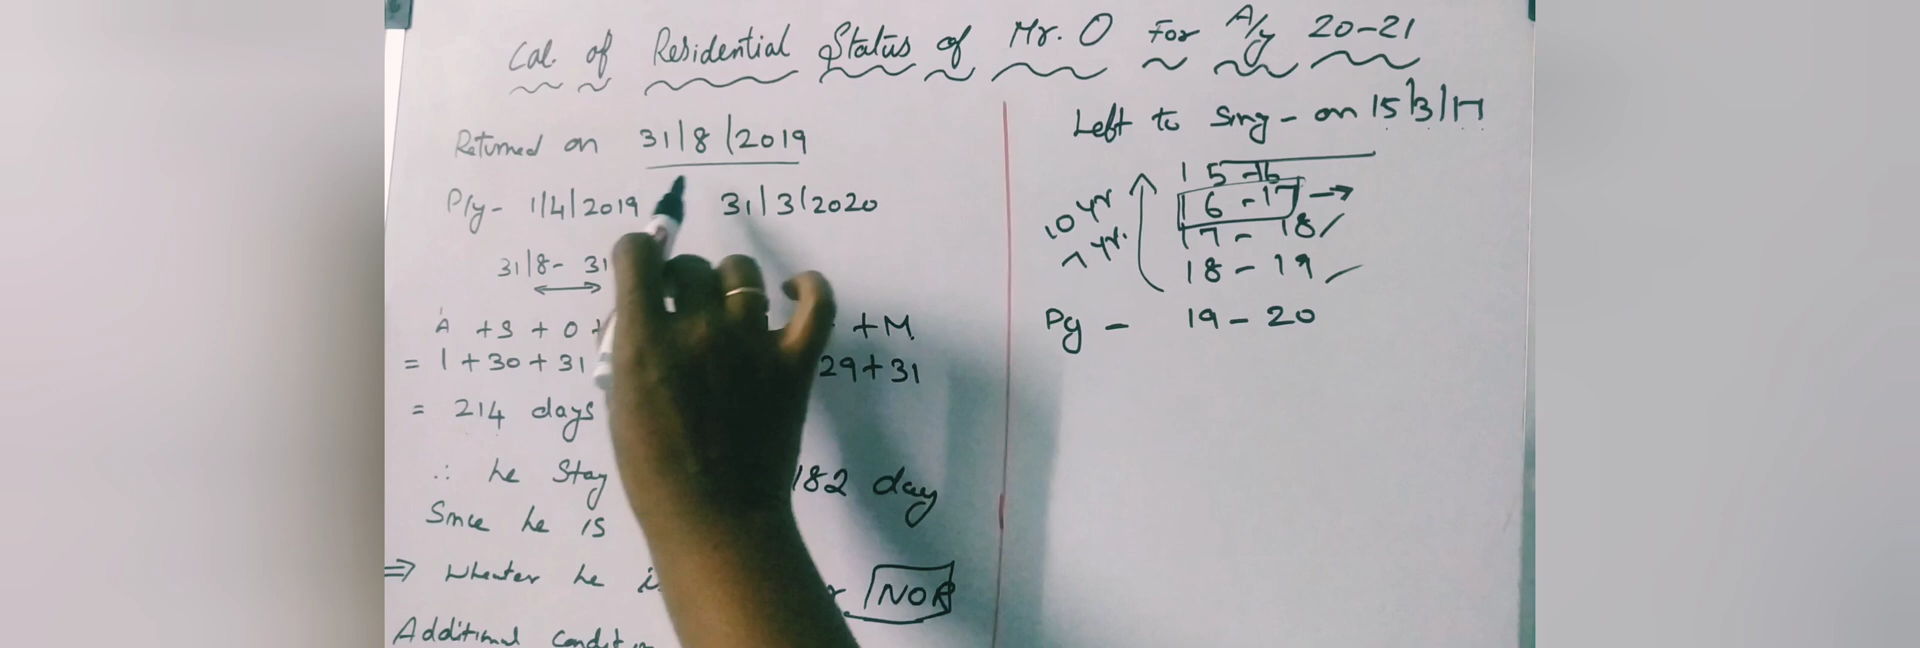 Cal. of Residential Status of Mr. O For A/y 20-21
Returned on 31/8/2019
P/y- 1/4/2019 31/3/2020
31/8- 31
A + S + O + + M
= 1 + 30 + 31 29+31
= 214 days
∴ he Stay 182 day
Since he is
⇒ Wheater he is NOR
Additional
Left to Sing - on 15/3/17
10 yr
7 yr.
15-16
16-17 →
17-18
18-19
Py - 19-20